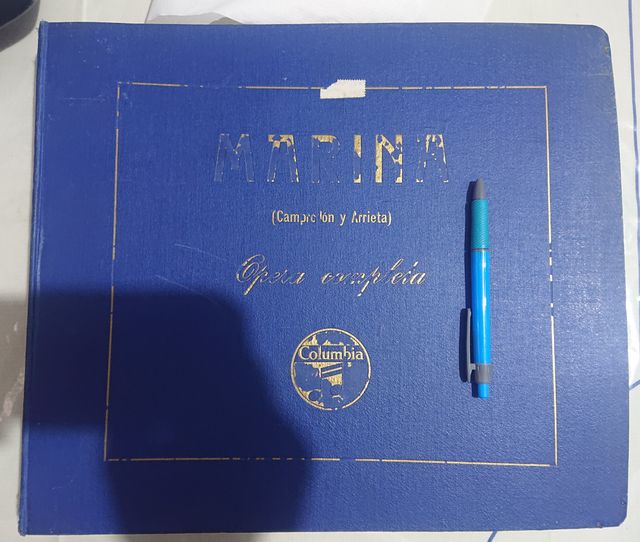 MARINA
(Camprodón y Arrieta)
Opera completa
Columbia